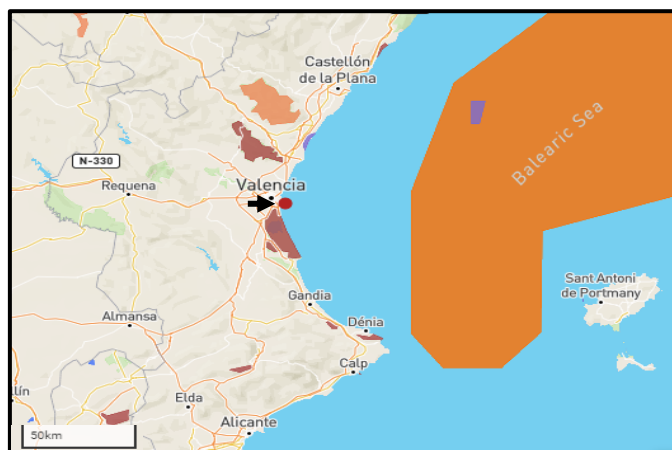 Castellón
de la Plana
N-330
Requena
Valencia
Balearic Sea
Sant Antoni
de Portmany
Gandia
Almansa
Dénia
Calp
llín
Elda
Alicante
50km